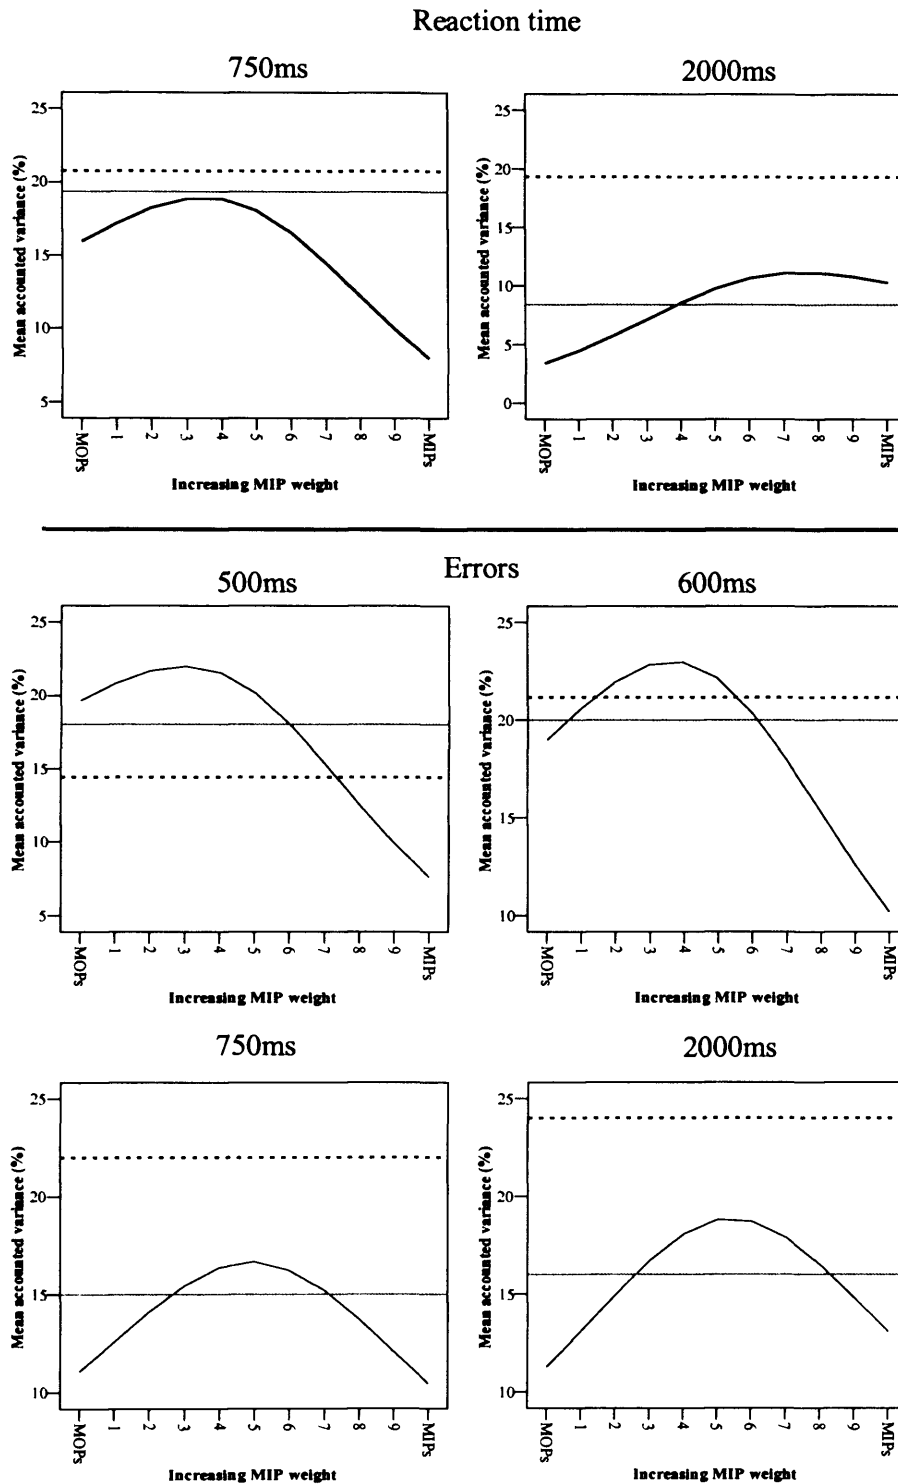 Reaction time
750ms
Mean accounted variance (%)
25
20
15
10
5
MOPs 1 2 3 4 5 6 7 8 9 MIPs
Increasing MIP weight
2000ms
Mean accounted variance (%)
25
20
15
10
5
0
MOPs 1 2 3 4 5 6 7 8 9 MIPs
Increasing MIP weight
Errors
500ms
Mean accounted variance (%)
25
20
15
10
5
MOPs 1 2 3 4 5 6 7 8 9 MIPs
Increasing MIP weight
600ms
Mean accounted variance (%)
25
20
15
10
MOPs 1 2 3 4 5 6 7 8 9 MIPs
Increasing MIP weight
750ms
Mean accounted variance (%)
25
20
15
10
MOPs 1 2 3 4 5 6 7 8 9 MIPs
Increasing MIP weight
2000ms
Mean accounted variance (%)
25
20
15
10
MOPs 1 2 3 4 5 6 7 8 9 MIPs
Increasing MIP weight